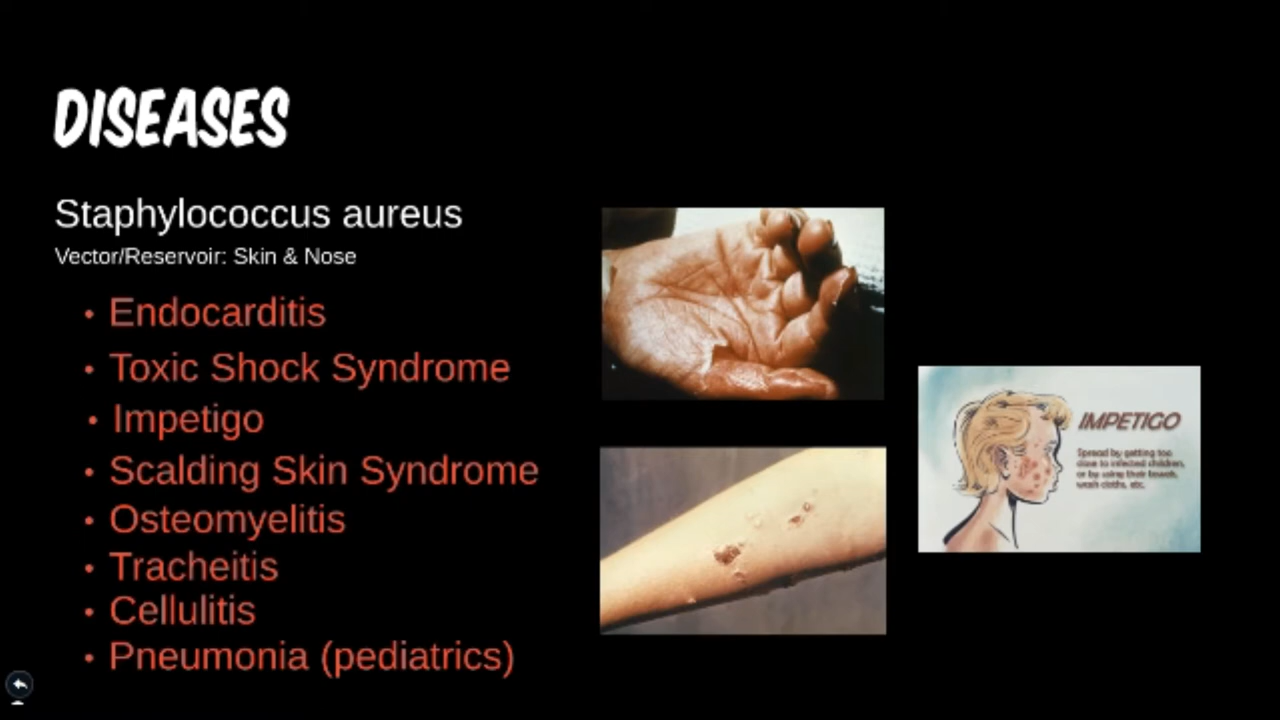 DISEASES
Staphylococcus aureus
Vector/Reservoir: Skin & Nose
• Endocarditis
• Toxic Shock Syndrome
• Impetigo
• Scalding Skin Syndrome
• Osteomyelitis
• Tracheitis
• Cellulitis
• Pneumonia (pediatrics)
IMPETIGO
Spread by getting too
close to infected children,
or by using their towels,
wash cloths, etc.